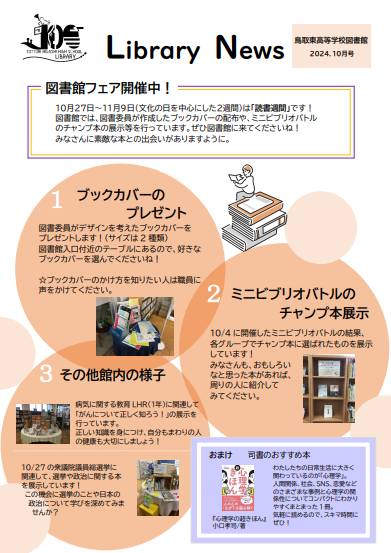 100
TOTTORI HIGASHI HIGH SCHOOL
LIBRARY
Library News
鳥取東高等学校図書館
2024.10月号
図書館フェア開催中！
10月27日～11月9日(文化の日を中心にした2週間)は「読書週間」です！
図書館では、図書委員が作成したブックカバーの配布や、ミニビブリオバトル
のチャンプ本の展示等を行っています。ぜひ図書館に来てくださいね！
みなさんに素敵な本との出会いがありますように。
1 ブックカバーの
プレゼント
図書委員がデザインを考えたブックカバーを
プレゼントします！(サイズは2種類)
図書館入口付近のテーブルにあるので、好きな
ブックカバーを選んでくださいね！
☆ブックカバーのかけ方を知りたい人は職員に
声をかけてください。
2 ミニビブリオバトルの
チャンプ本展示
10/4に開催したミニビブリオバトルの結果、
各グループでチャンプ本に選ばれたものを展示
しています！
みなさんも、おもしろい
なと思った本があれば、
周りの人に紹介して
みてください。
3 その他館内の様子
病気に関する教育LHR(1年)に関連して
「がんについて正しく知ろう！」の展示を
行っています。
正しい知識を身につけ、自分もまわりの人
の健康も大切にしましょう！
10/27の衆議院議員総選挙に
関連して、選挙や政治に関する本
を展示しています！
この機会に選挙のことや日本の
政治について学びを深めてみま
せんか？
おまけ 司書のおすすめ本
わたしたちの日常生活に大きく
関わっているのが「心理学」。
人間関係、社会、SNS、恋愛など
のさまざまな事例と心理学の関
係性についてコンパクトにわかり
やすくまとまった1冊。
気軽に読めるので、スキマ時間に
ぜひ！
心理学の
きほん
『心理学の超きほん』
小口孝司/著